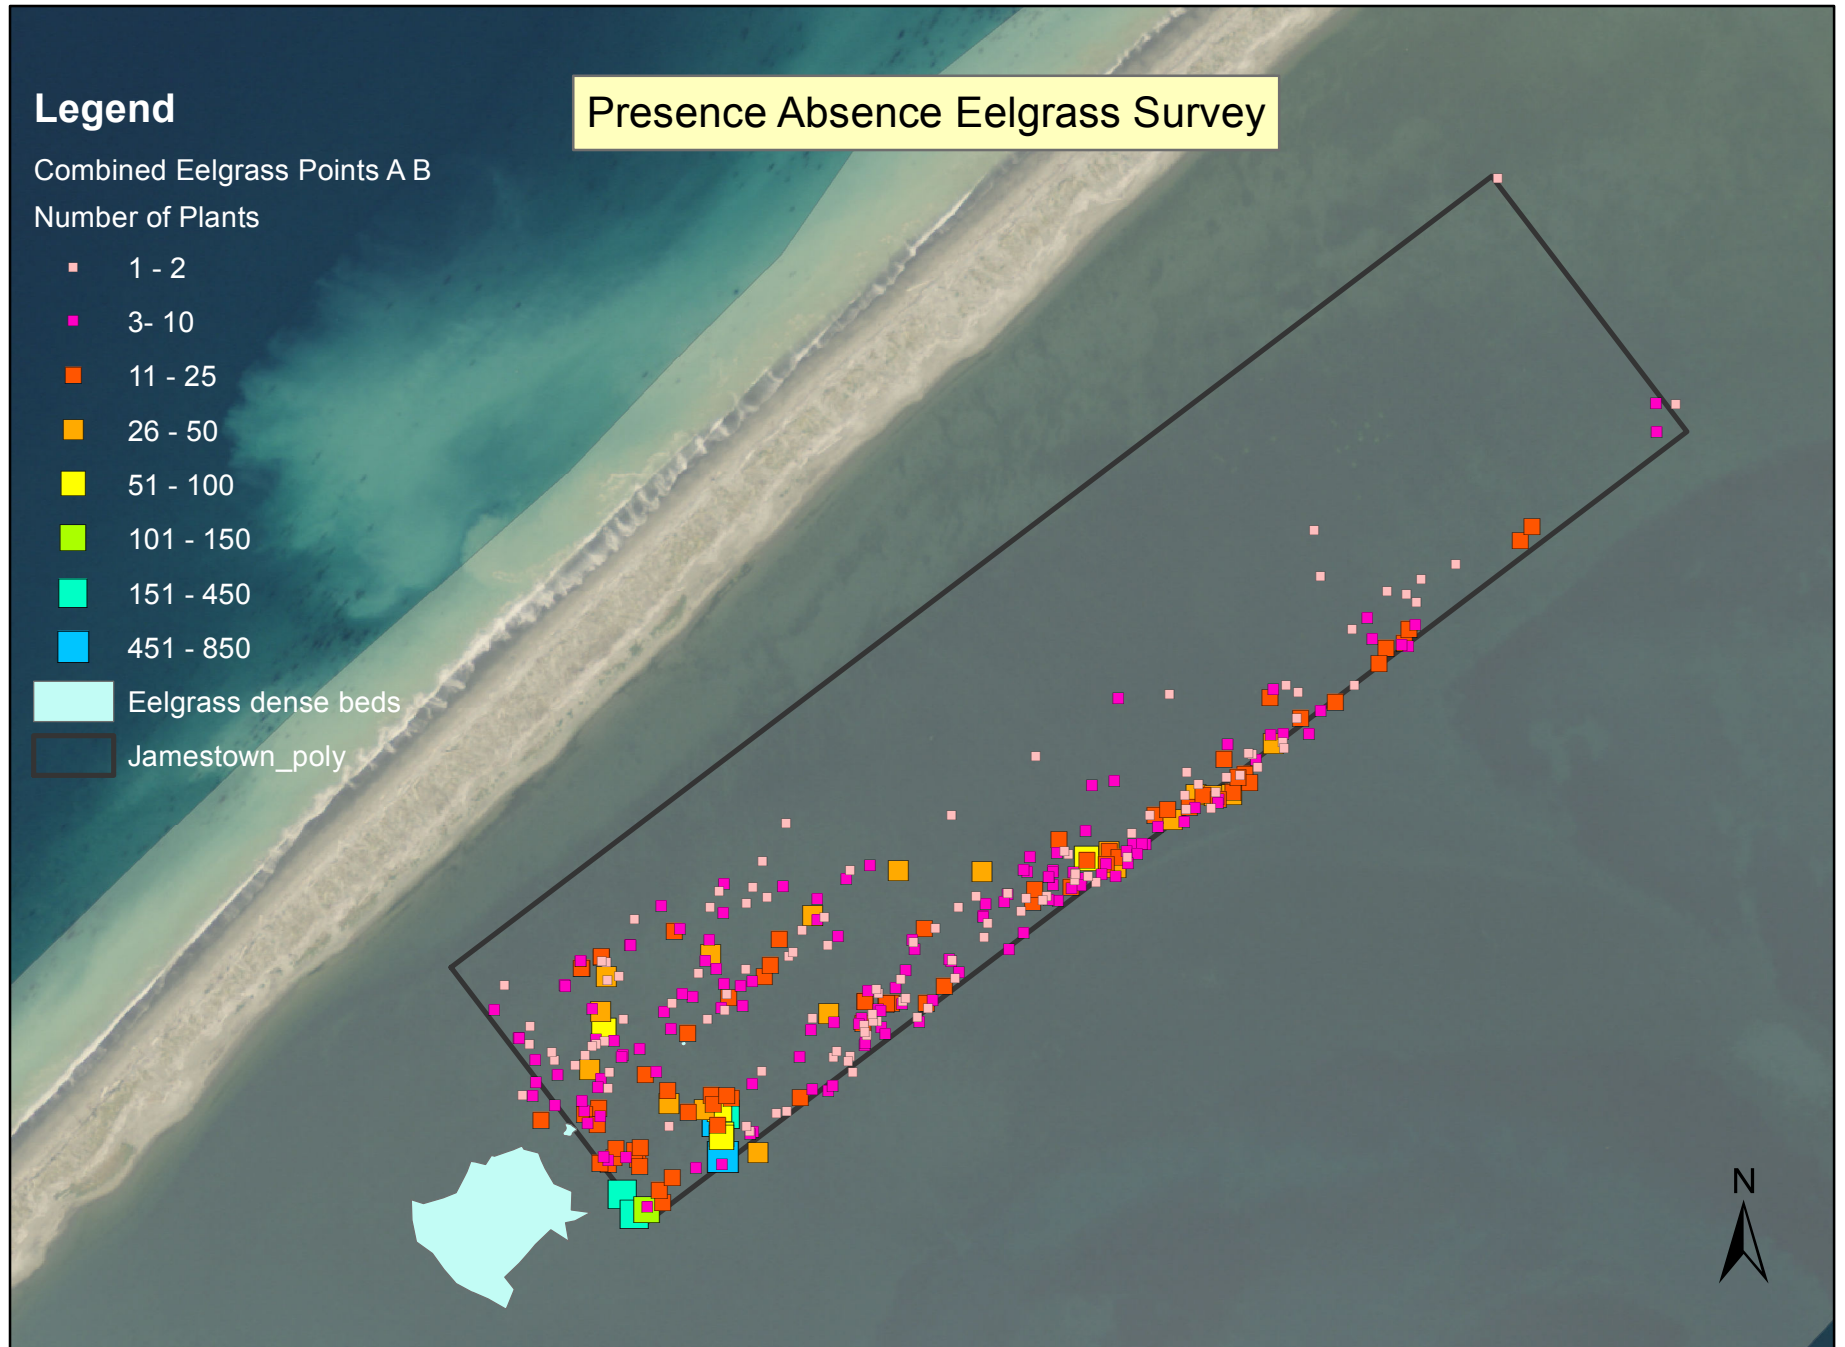 Presence Absence Eelgrass Survey
Legend
Combined Eelgrass Points A B
Number of Plants
1 - 2
3- 10
11 - 25
26 - 50
51 - 100
101 - 150
151 - 450
451 - 850
Eelgrass dense beds
Jamestown_poly
N